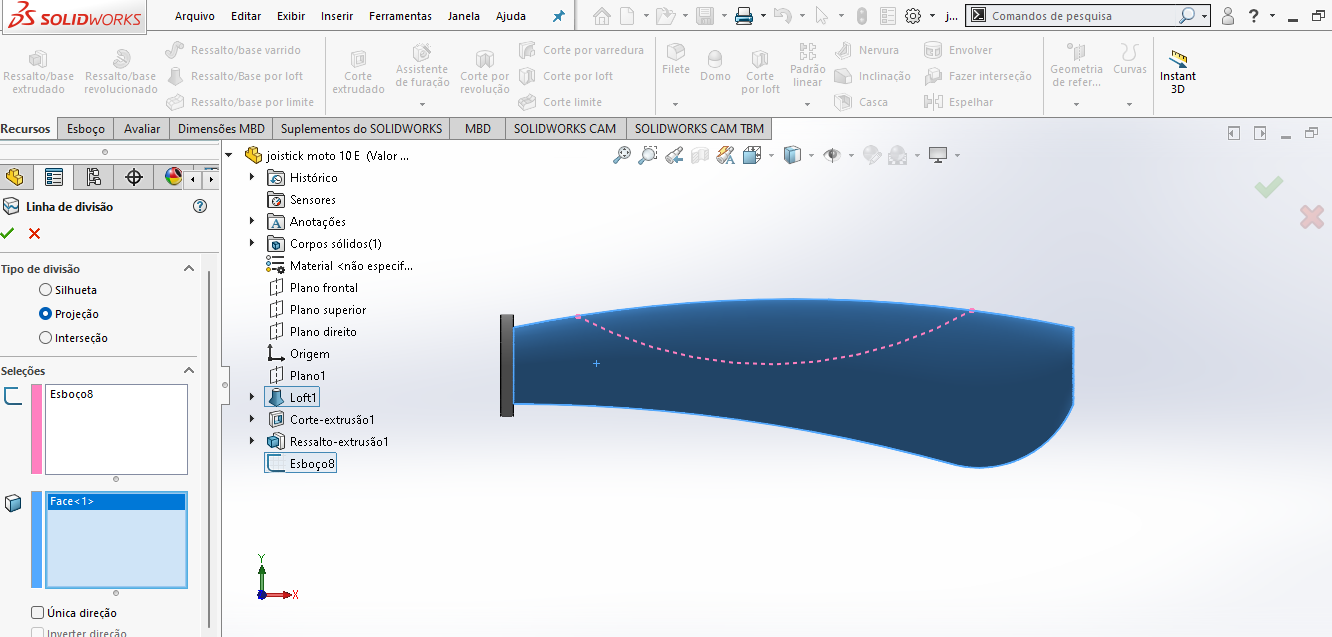 SOLIDWORKS
Arquivo Editar Exibir Inserir Ferramentas Janela Ajuda
j...
Comandos de pesquisa
?
Ressalto/base extrudado
Ressalto/base revolucionado
Ressalto/base varrido
Ressalto/Base por loft
Ressalto/base por limite
Corte extrudado
Assistente de furação
Corte por revolução
Corte por varredura
Corte por loft
Corte limite
Filete
Domo
Corte por loft
Padrão linear
Nervura
Inclinação
Casca
Envolver
Fazer interseção
Espelhar
Geometria de refer...
Curvas
Instant 3D
Recursos Esboço Avaliar Dimensões MBD Suplementos do SOLIDWORKS MBD SOLIDWORKS CAM SOLIDWORKS CAM TBM
Linha de divisão
?
Tipo de divisão
Silhueta
Projeção
Interseção
Seleções
Esboço8
Face<1>
Única direção
Inverter direção
joistick moto 10 E (Valor ...
Histórico
Sensores
Anotações
Corpos sólidos(1)
Material <não especif...
Plano frontal
Plano superior
Plano direito
Origem
Plano1
Loft1
Corte-extrusão1
Ressalto-extrusão1
Esboço8
Y
X